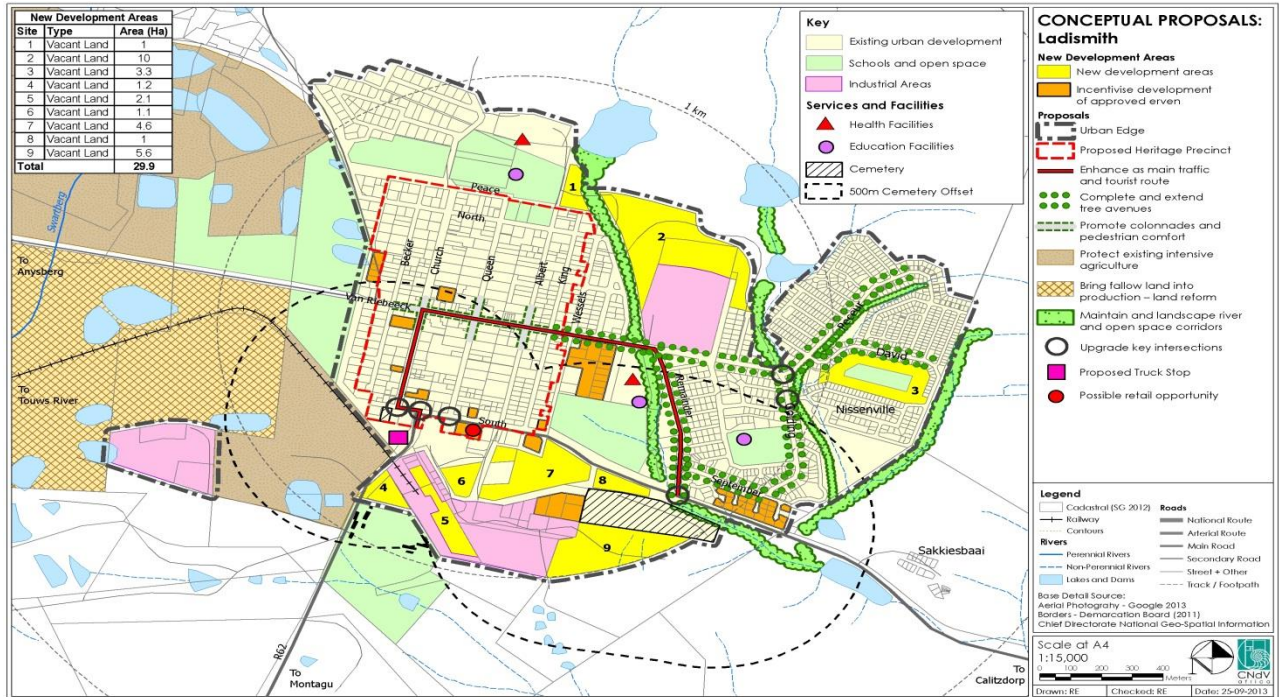 New Development Areas
Site Type Area (Ha)
1 Vacant Land 1
2 Vacant Land 10
3 Vacant Land 3.3
4 Vacant Land 1.2
5 Vacant Land 2.1
6 Vacant Land 1.1
7 Vacant Land 4.6
8 Vacant Land 1
9 Vacant Land 5.6
Total 29.9
Key
Existing urban development
Schools and open space
Industrial Areas
Services and Facilities
Health Facilities
Education Facilities
Cemetery
500m Cemetery Offset
1 km
Swartberg
To
Anysberg
To
Touws River
Peace
North
Becker
Church
Queen
Albert
King
Wessels
Van Riebeeck
South
1
2
3
4
5
6
7
8
9
David
Nissenville
September
Sakkiesbaai
R62
To
Montagu
To
Calitzdorp
CONCEPTUAL PROPOSALS:
Ladismith
New Development Areas
New development areas
Incentivise development
of approved erven
Proposals
Urban Edge
Proposed Heritage Precinct
Enhance as main traffic
and tourist route
Complete and extend
tree avenues
Promote colonnades and
pedestrian comfort
Protect existing intensive
agriculture
Bring fallow land into
production – land reform
Maintain and landscape river
and open space corridors
Upgrade key intersections
Proposed Truck Stop
Possible retail opportunity
Legend
Cadastral (SG 2012)
Railway
Contours
Rivers
Perennial Rivers
Non-Perennial Rivers
Lakes and Dams
Roads
National Route
Arterial Route
Main Road
Secondary Road
Street + Other
Track / Footpath
Base Detail Source:
Aerial Photograhy - Google 2013
Borders - Demarcation Board (2011)
Chief Directorate National Geo-Spatial Information
Scale at A4
1:15,000
0 100 200 300 400
Meters
CNdV
africa
Drawn: RE Checked: RE Date: 25-09-2013